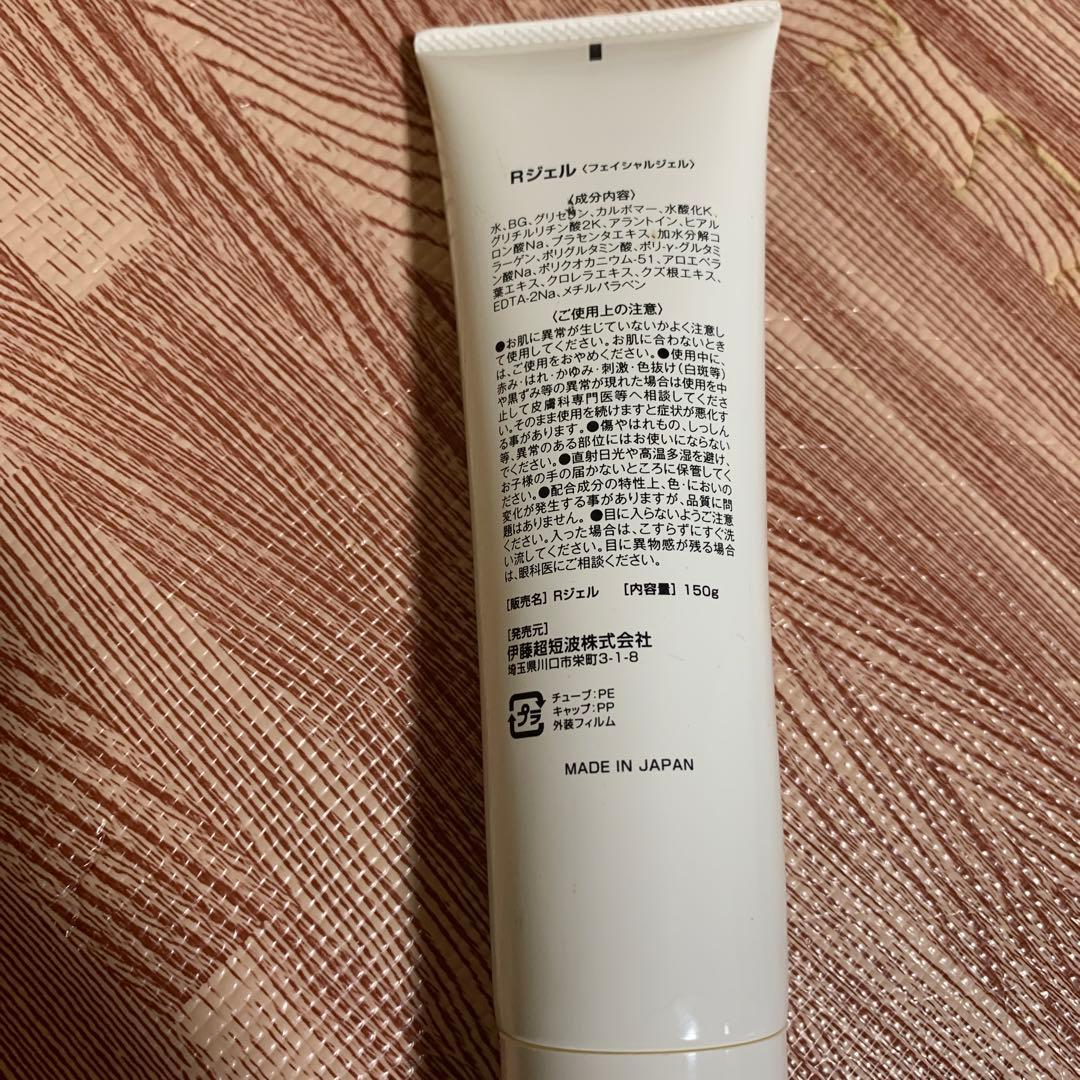 Rジェル〈フェイシャルジェル〉
〈成分内容〉
水、BG、グリセリン、カルボマー、水酸化K、
グリチルリチン酸2K、アラントイン、ヒアル
ロン酸Na、プラセンタエキス、加水分解コ
ラーゲン、ポリグルタミン酸、ポリ-γ-グルタミ
ン酸Na、ポリクオカニウム-51、アロエベラ
葉エキス、クロレラエキス、クズ根エキス、
EDTA-2Na、メチルパラベン
〈ご使用上の注意〉
●お肌に異常が生じていないかよく注意し
て使用してください。お肌に合わないとき
は、ご使用をおやめください。●使用中に、
赤み・はれ・かゆみ・刺激・色抜け(白斑等)
や黒ずみ等の異常が現れた場合は使用を中
止して皮膚科専門医等へ相談してくださ
い。そのまま使用を続けますと症状が悪化す
る事があります。●傷やはれもの、しっしん
等、異常のある部位にはお使いにならない
でください。●直射日光や高温多湿を避け、
お子様の手の届かないところに保管してく
ださい。●配合成分の特性上、色・においの
変化が発生する事がありますが、品質に問
題はありません。●目に入らないようご注意
ください。入った場合は、こすらずにすぐ洗
い流してください。目に異物感が残る場合
は、眼科医にご相談ください。
[販売名] Rジェル [内容量] 150g
[発売元]
伊藤超短波株式会社
埼玉県川口市栄町3-1-8
プラ
チューブ:PE
キャップ:PP
外装フィルム
MADE IN JAPAN